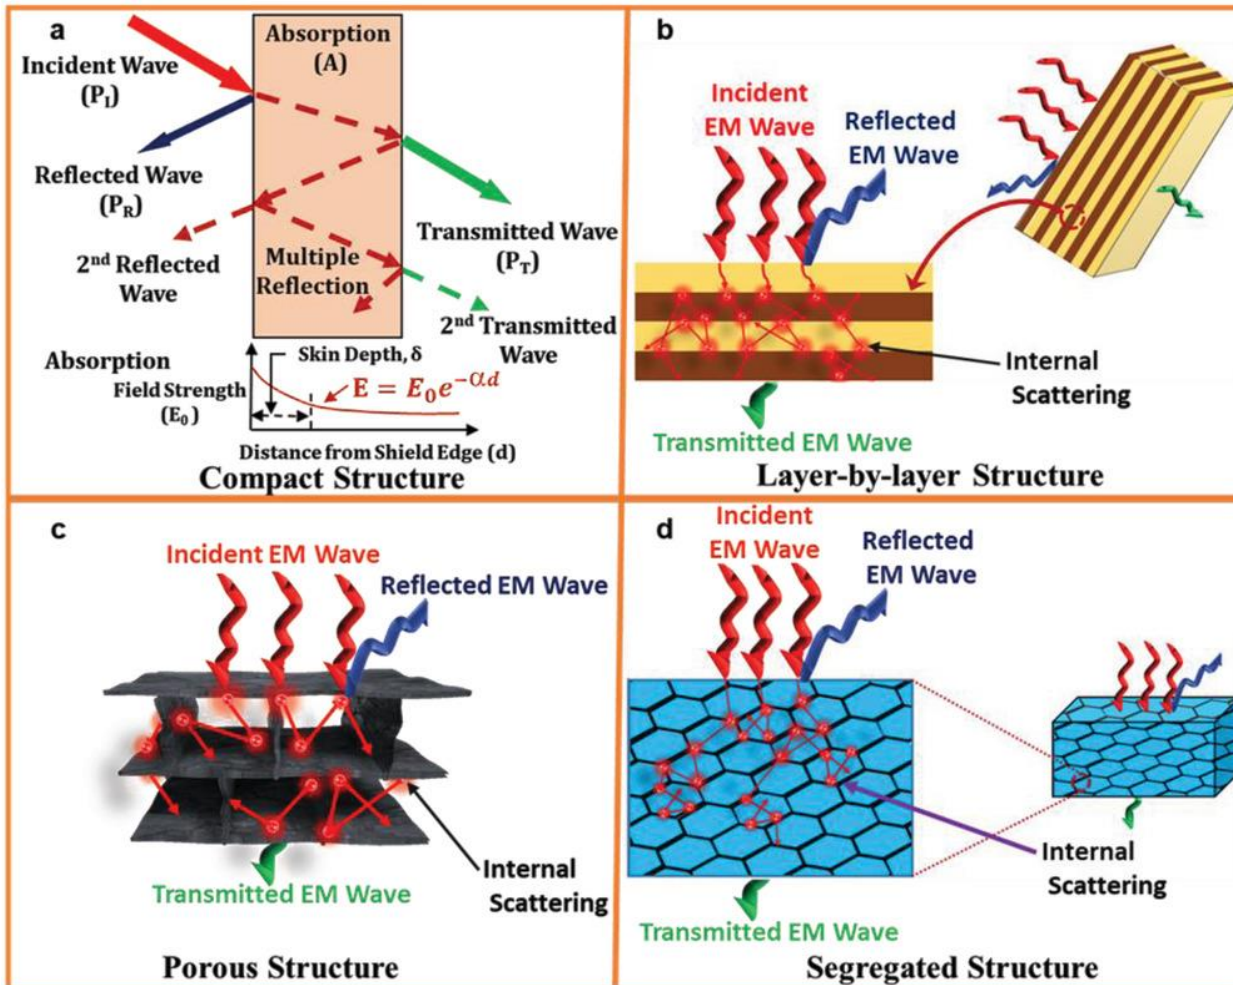 a
Absorption
(A)
Incident Wave
(P_I)
Reflected Wave
(P_R)
2nd Reflected
Wave
Multiple
Reflection
Transmitted Wave
(P_T)
2nd Transmitted
Wave
Absorption
Skin Depth, δ
Field Strength
(E₀)
E = E₀e^{-αd}
Distance from Shield Edge (d)
Compact Structure
b
Incident
EM Wave
Reflected
EM Wave
Internal
Scattering
Transmitted EM Wave
Layer-by-layer Structure
c
Incident EM Wave
Reflected EM Wave
Internal
Scattering
Transmitted EM Wave
Porous Structure
d
Incident
EM Wave
Reflected
EM Wave
Internal
Scattering
Transmitted EM Wave
Segregated Structure